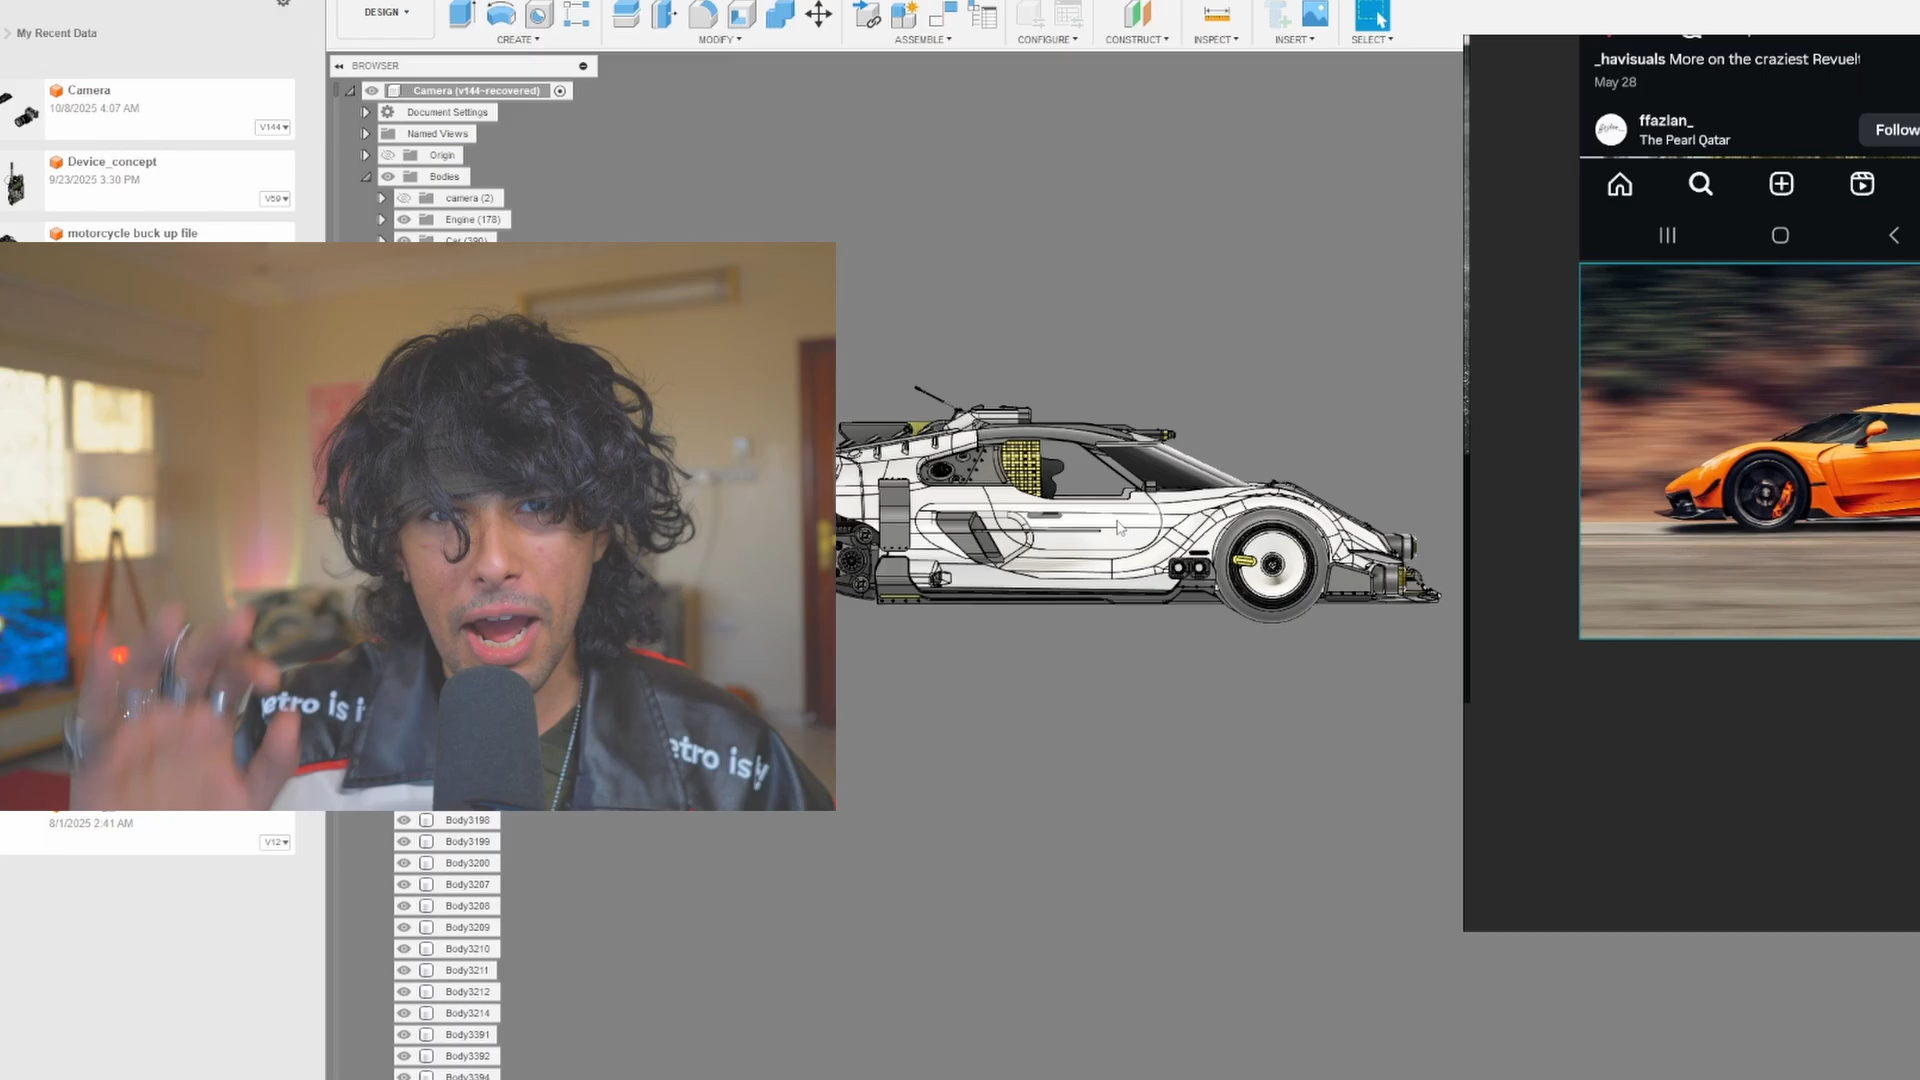 My Recent Data
Camera
10/8/2025 4:07 AM
V144
Device_concept
9/23/2025 3:30 PM
V59
motorcycle buck up file
8/1/2025 2:41 AM
V12
DESIGN
CREATE
MODIFY
ASSEMBLE
CONFIGURE
CONSTRUCT
INSPECT
INSERT
SELECT
BROWSER
Camera (v144~recovered)
Document Settings
Named Views
Origin
Bodies
camera (2)
Engine (178)
Car (390)
etro is i
etro is
Body3198
Body3199
Body3200
Body3207
Body3208
Body3209
Body3210
Body3211
Body3212
Body3214
Body3391
Body3392
Body3394
_havisuals More on the craziest Revuelt
May 28
ffazlan_
The Pearl Qatar
Follow